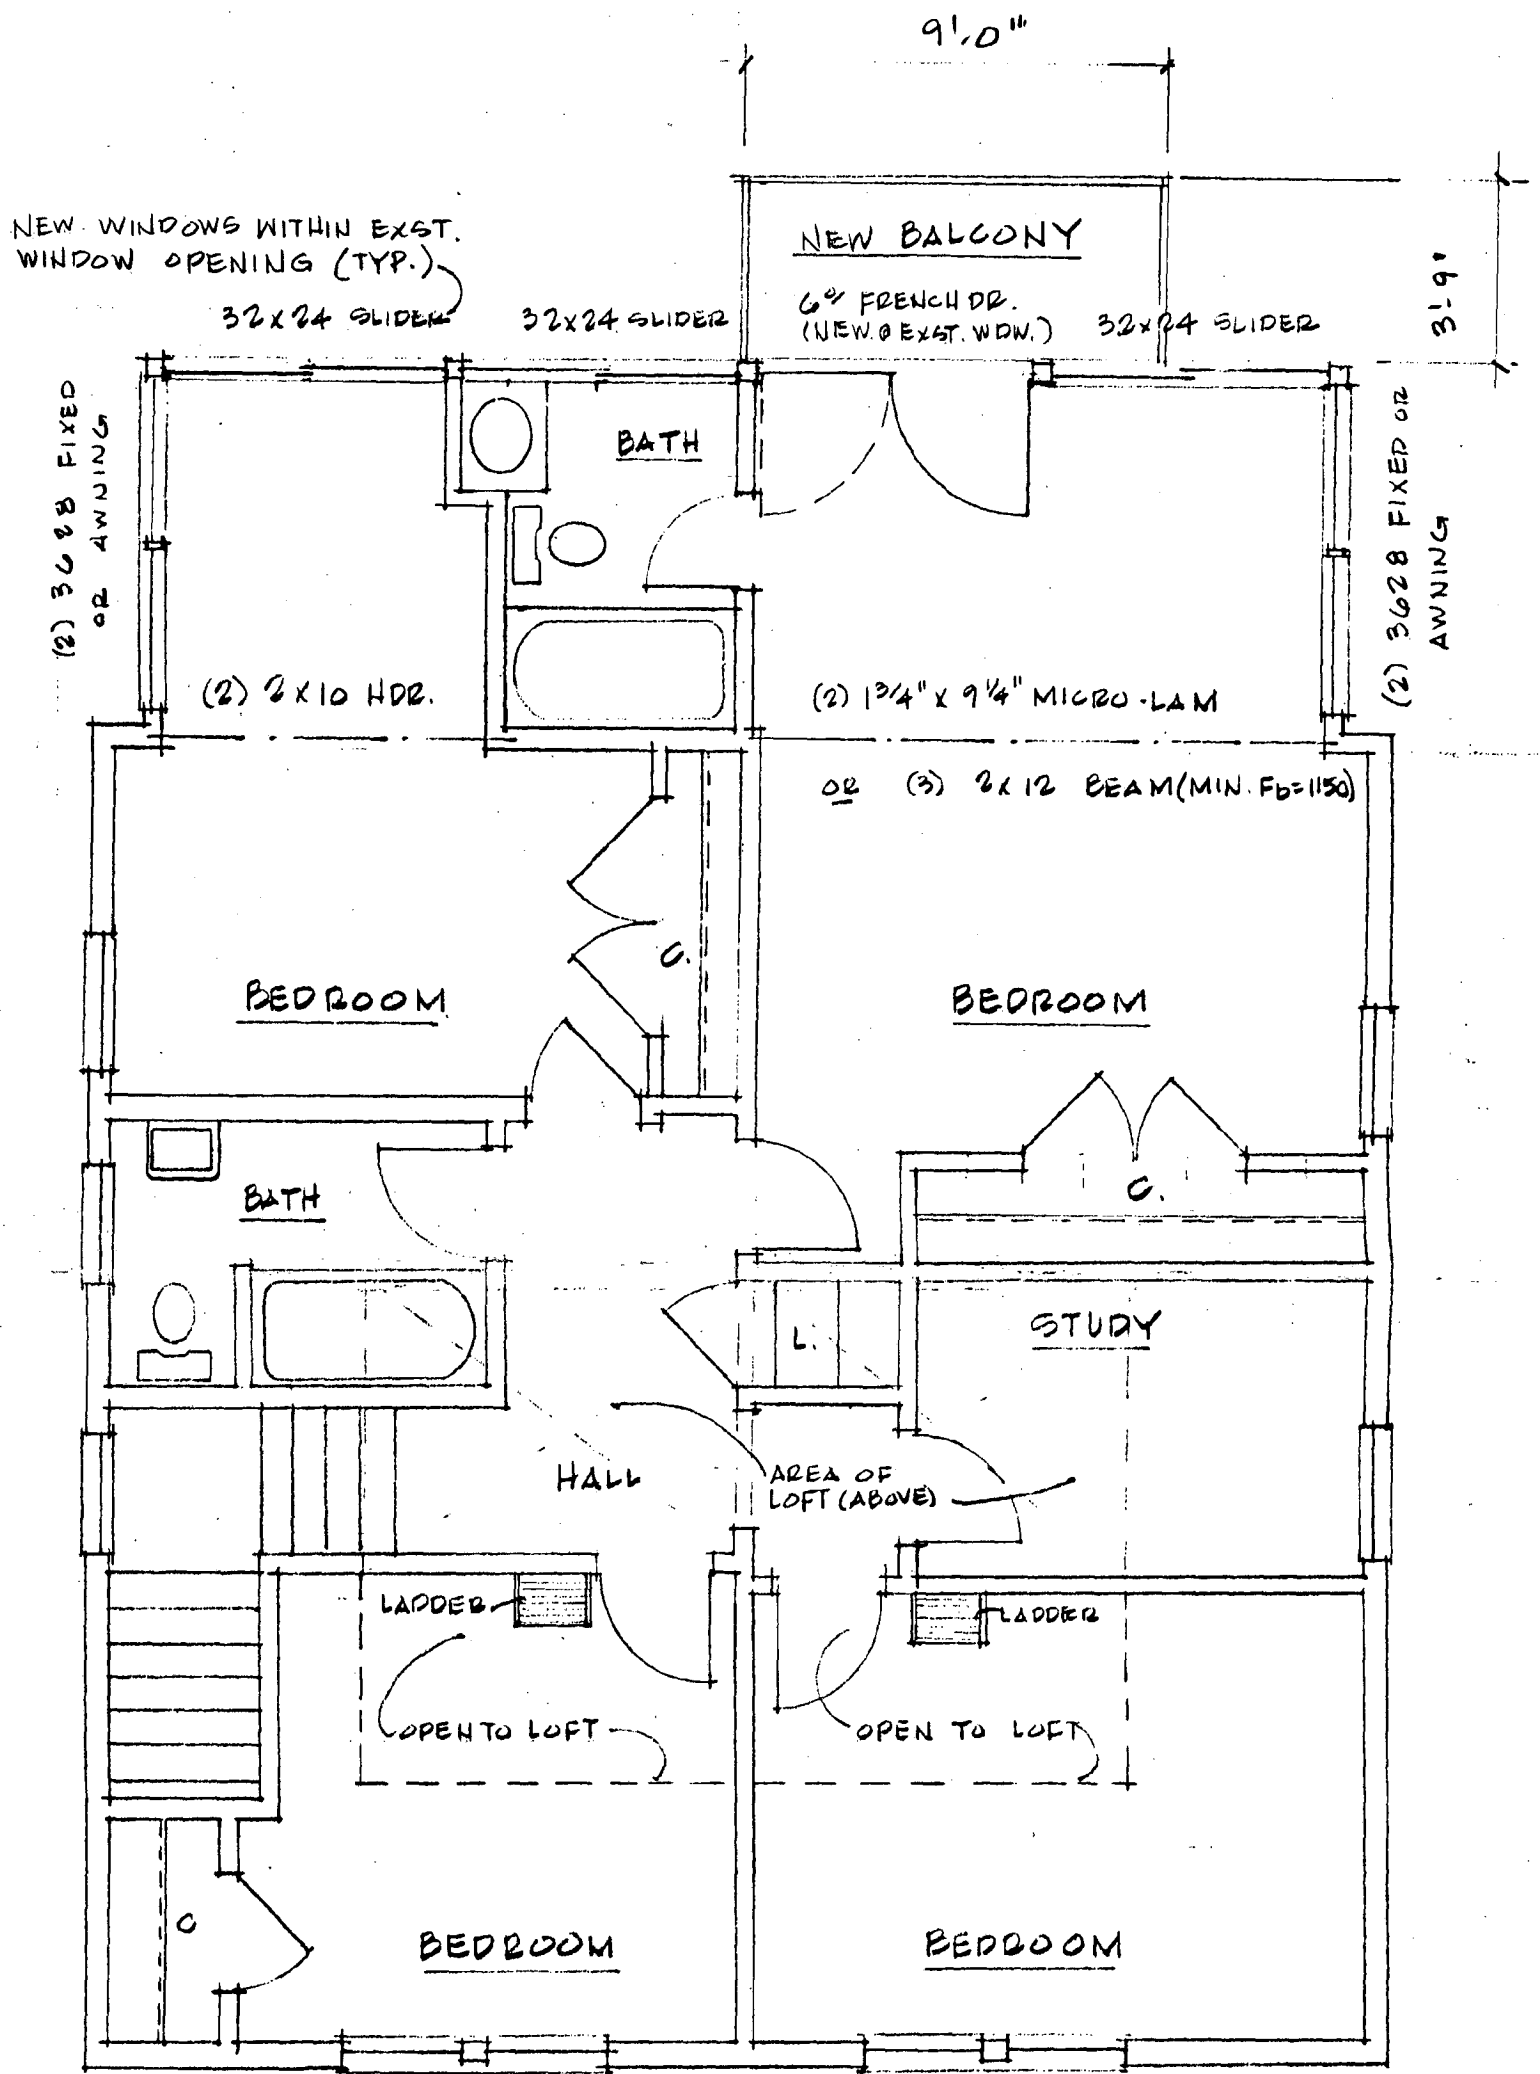 9'-0"
NEW WINDOWS WITHIN EXST.
WINDOW OPENING (TYP.)
NEW BALCONY
6⁰ FRENCH DR.
(NEW @ EXST. WDW.)
32x24 SLIDER
32x24 SLIDER
32x24 SLIDER
3'-9"
(2) 3628 FIXED
OR AWNING
(2) 3628 FIXED OR
AWNING
BATH
(2) 2x10 HDR.
(2) 1 3/4" x 9 1/4" MICRO-LAM
OR (3) 2x12 BEAM (MIN. Fb=1150)
C.
BEDROOM
BEDROOM
C.
BATH
L.
STUDY
HALL
AREA OF
LOFT (ABOVE)
LADDER
LADDER
OPEN TO LOFT
OPEN TO LOFT
C
BEDROOM
BEDROOM